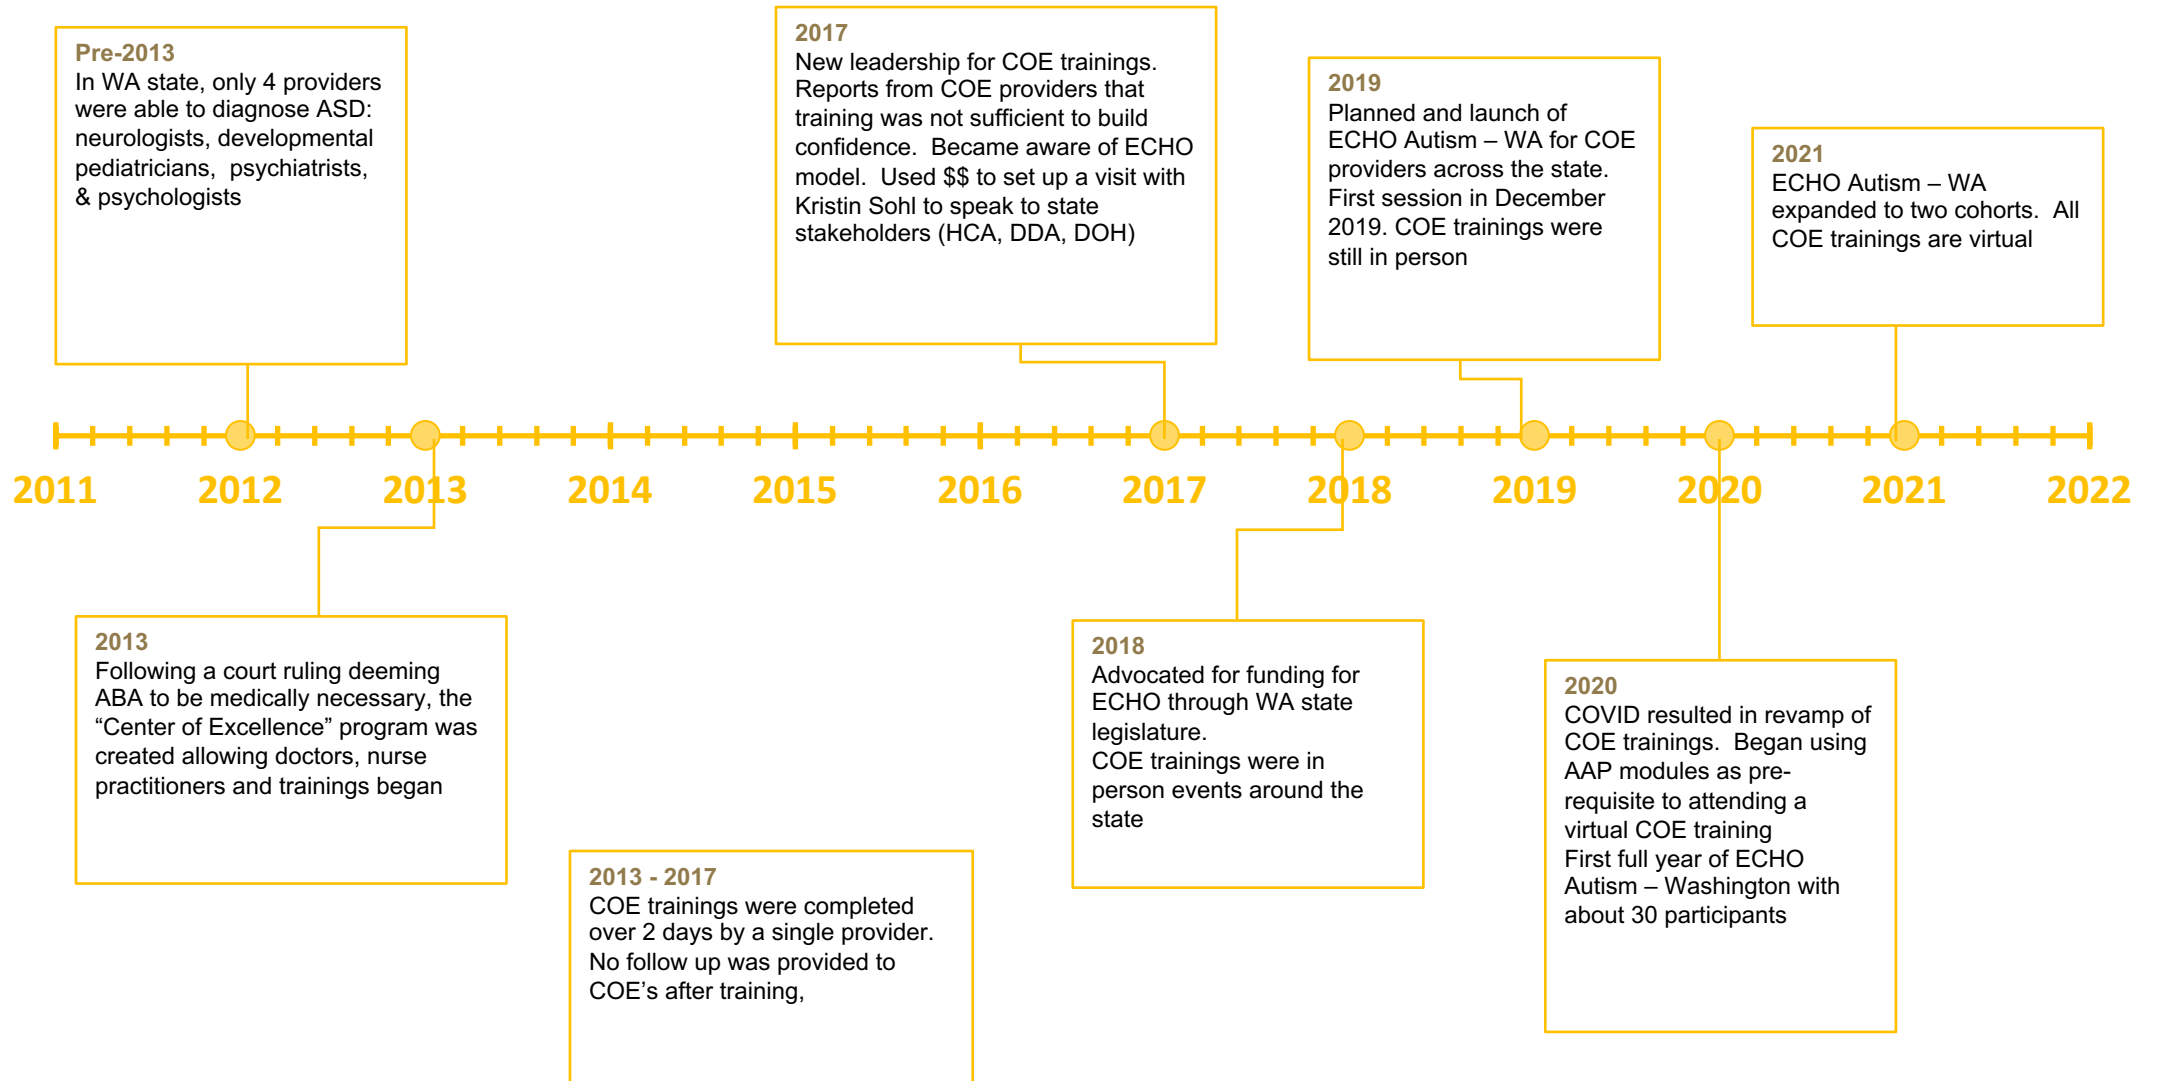 Pre-2013
In WA state, only 4 providers
were able to diagnose ASD:
neurologists, developmental
pediatricians,  psychiatrists,
& psychologists
2017
New leadership for COE trainings.
Reports from COE providers that
training was not sufficient to build
confidence.  Became aware of ECHO
model.  Used $$ to set up a visit with
Kristin Sohl to speak to state
stakeholders (HCA, DDA, DOH)
2019
Planned and launch of
ECHO Autism – WA for COE
providers across the state.
First session in December
2019. COE trainings were
still in person
2021
ECHO Autism – WA
expanded to two cohorts.  All
COE trainings are virtual
2011
2012
2013
2014
2015
2016
2017
2018
2019
2020
2021
2022
2013
Following a court ruling deeming
ABA to be medically necessary, the
“Center of Excellence” program was
created allowing doctors, nurse
practitioners and trainings began
2013 - 2017
COE trainings were completed
over 2 days by a single provider.
No follow up was provided to
COE’s after training,
2018
Advocated for funding for
ECHO through WA state
legislature.
COE trainings were in
person events around the
state
2020
COVID resulted in revamp of
COE trainings.  Began using
AAP modules as pre-
requisite to attending a
virtual COE training
First full year of ECHO
Autism – Washington with
about 30 participants